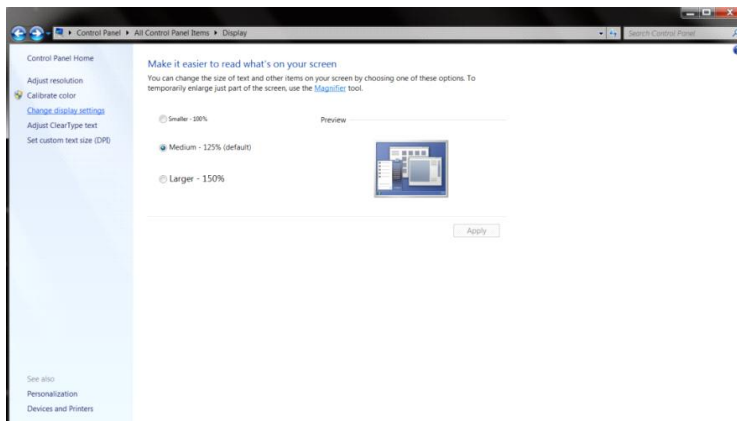 Control Panel ▸ All Control Panel Items ▸ Display
Search Control Panel
Control Panel Home
Adjust resolution
Calibrate color
Change display settings
Adjust ClearType text
Set custom text size (DPI)
See also
Personalization
Devices and Printers
Make it easier to read what's on your screen
You can change the size of text and other items on your screen by choosing one of these options. To
temporarily enlarge just part of the screen, use the Magnifier tool.
Smaller - 100%
Preview
Medium - 125% (default)
Larger - 150%
Apply